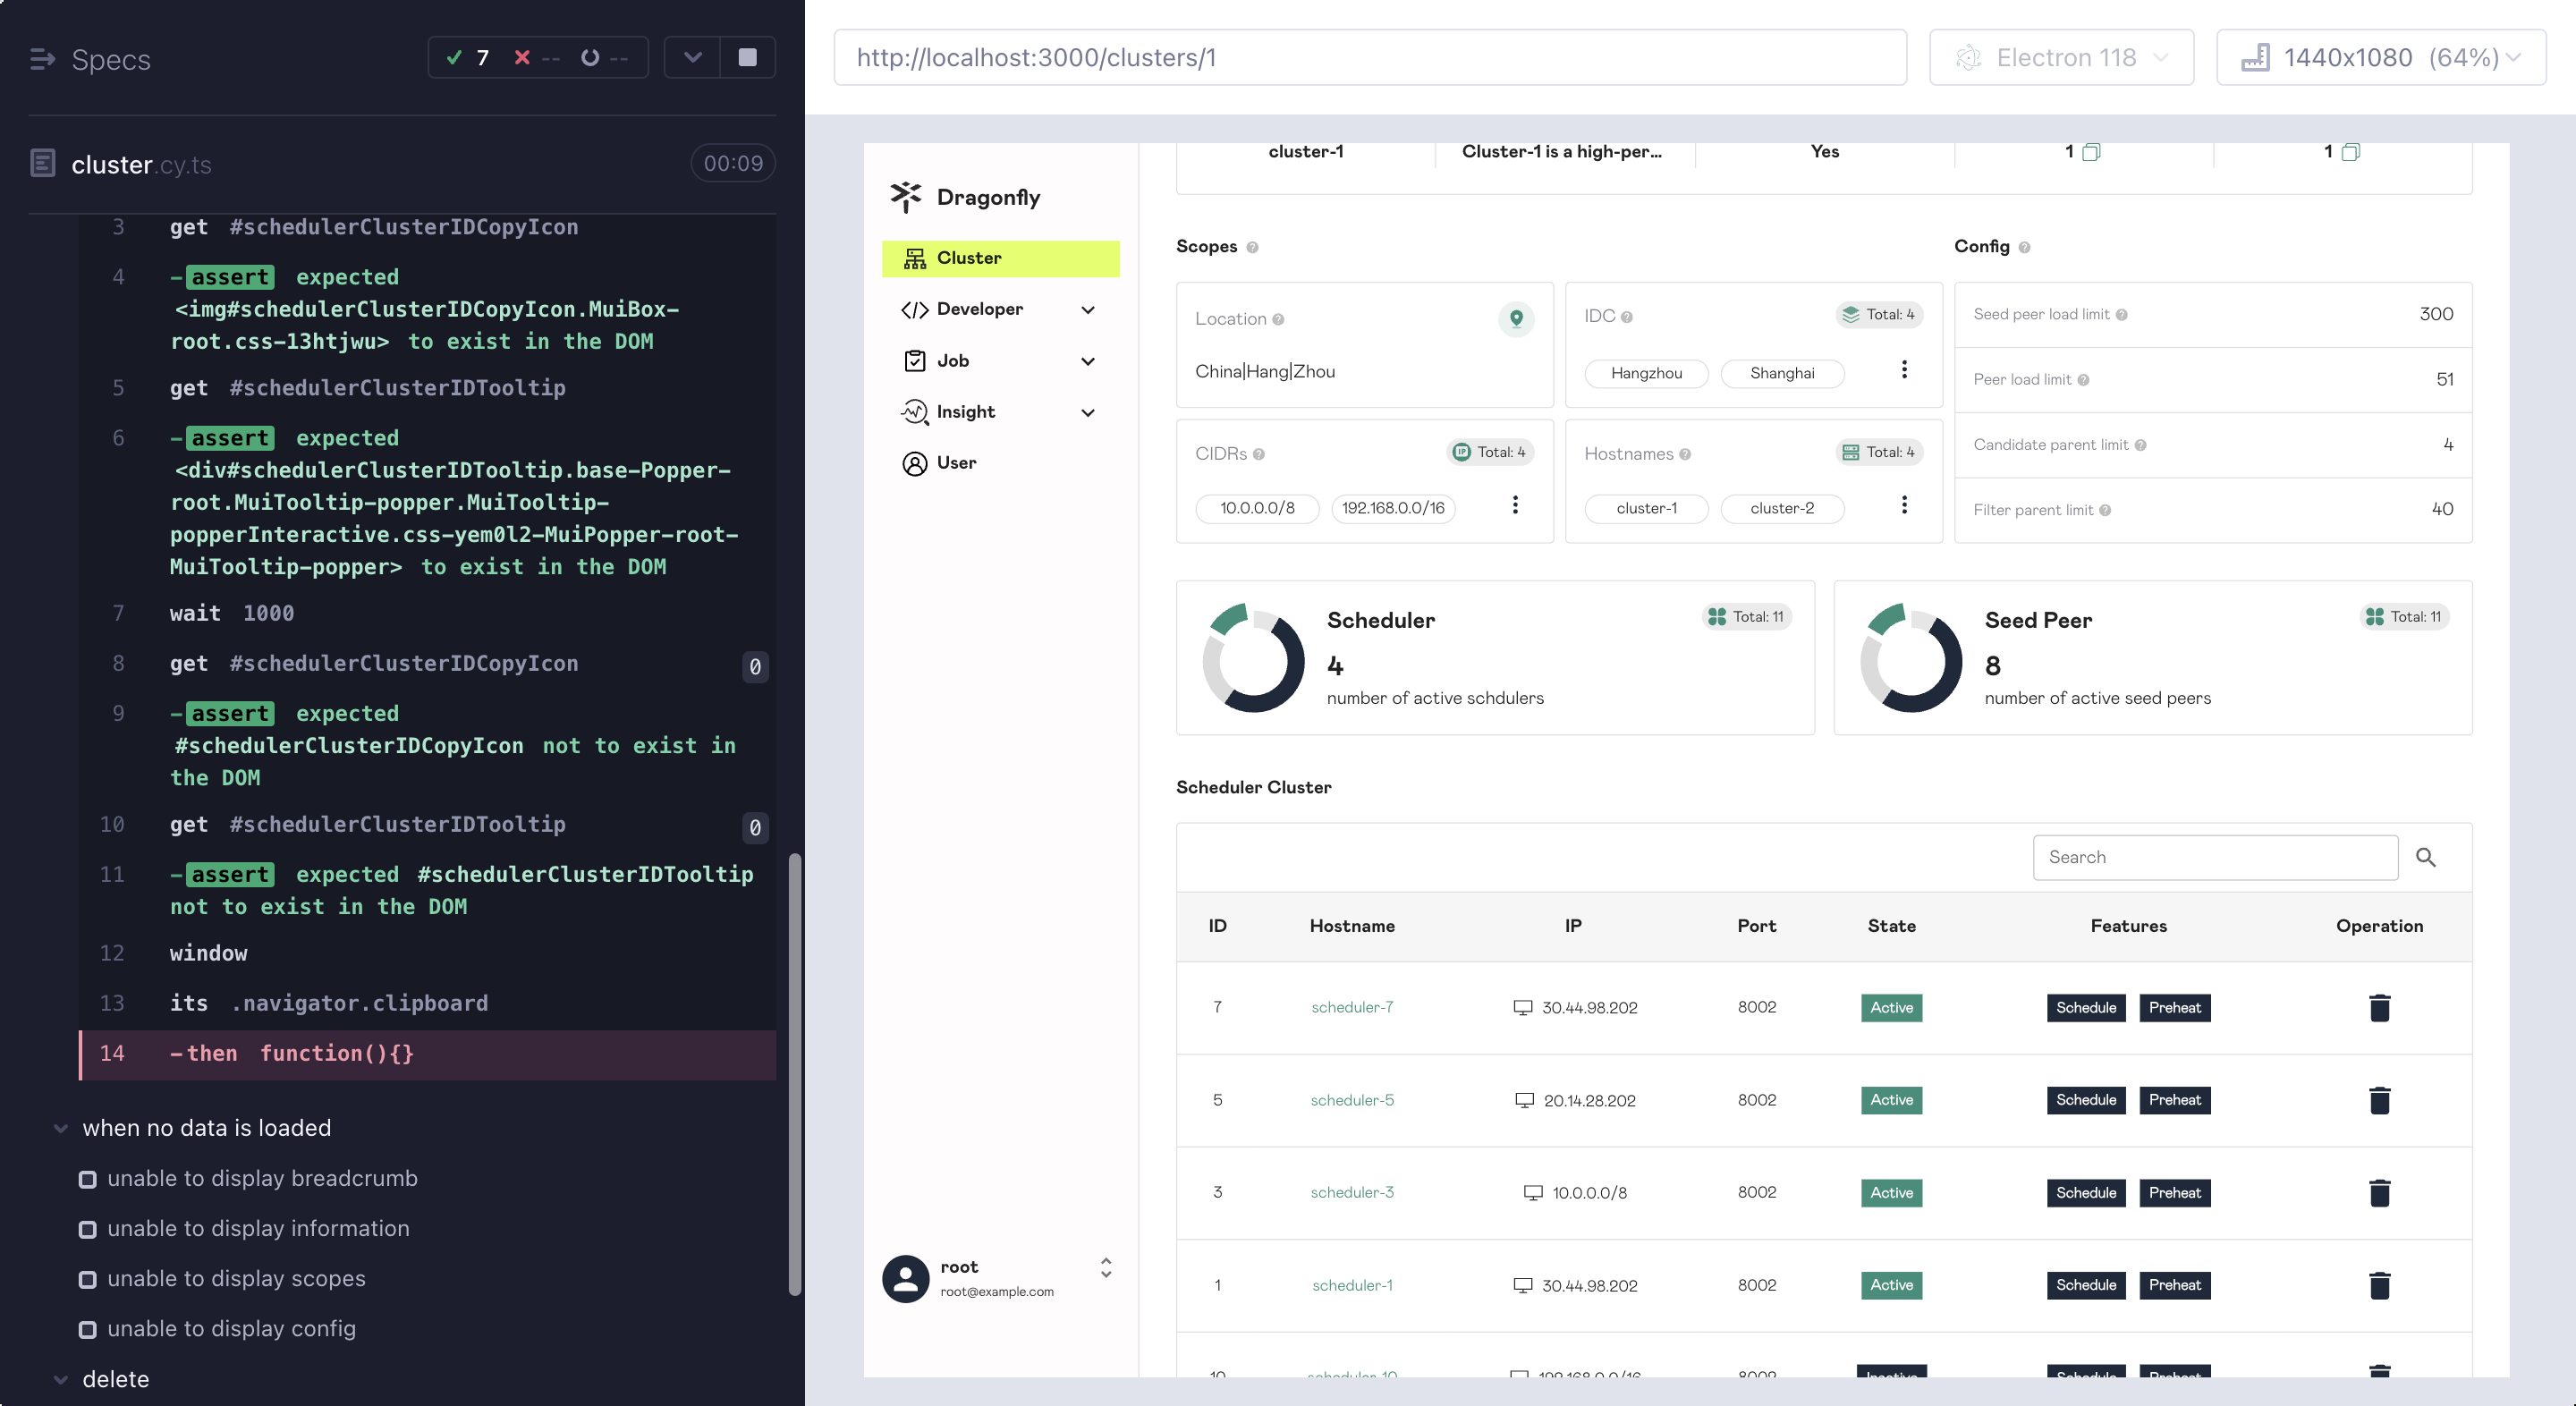 Specs
7 -- --
cluster.cy.ts 00:09
3 get #schedulerClusterIDCopyIcon
4 -assert expected
<img#schedulerClusterIDCopyIcon.MuiBox-
root.css-13htjwu> to exist in the DOM
5 get #schedulerClusterIDTooltip
6 -assert expected
<div#schedulerClusterIDTooltip.base-Popper-
root.MuiTooltip-popper.MuiTooltip-
popperInteractive.css-yem0l2-MuiPopper-root-
MuiTooltip-popper> to exist in the DOM
7 wait 1000
8 get #schedulerClusterIDCopyIcon 0
9 -assert expected
#schedulerClusterIDCopyIcon not to exist in
the DOM
10 get #schedulerClusterIDTooltip 0
11 -assert expected #schedulerClusterIDTooltip
not to exist in the DOM
12 window
13 its .navigator.clipboard
14 -then function(){}
when no data is loaded
unable to display breadcrumb
unable to display information
unable to display scopes
unable to display config
delete
http://localhost:3000/clusters/1
Electron 118
1440x1080 (64%)
Dragonfly
Cluster
Developer
Job
Insight
User
root
root@example.com
cluster-1 Cluster-1 is a high-per... Yes 1 1
Scopes
Location
China|Hang|Zhou
IDC Total: 4
Hangzhou Shanghai
CIDRs Total: 4
10.0.0.0/8 192.168.0.0/16
Hostnames Total: 4
cluster-1 cluster-2
Config
Seed peer load limit 300
Peer load limit 51
Candidate parent limit 4
Filter parent limit 40
Scheduler Total: 11
4
number of active schdulers
Seed Peer Total: 11
8
number of active seed peers
Scheduler Cluster
Search
ID Hostname IP Port State Features Operation
7 scheduler-7 30.44.98.202 8002 Active Schedule Preheat
5 scheduler-5 20.14.28.202 8002 Active Schedule Preheat
3 scheduler-3 10.0.0.0/8 8002 Active Schedule Preheat
1 scheduler-1 30.44.98.202 8002 Active Schedule Preheat
10 scheduler-10 192.168.0.0/16 8002 Inactive Schedule Preheat